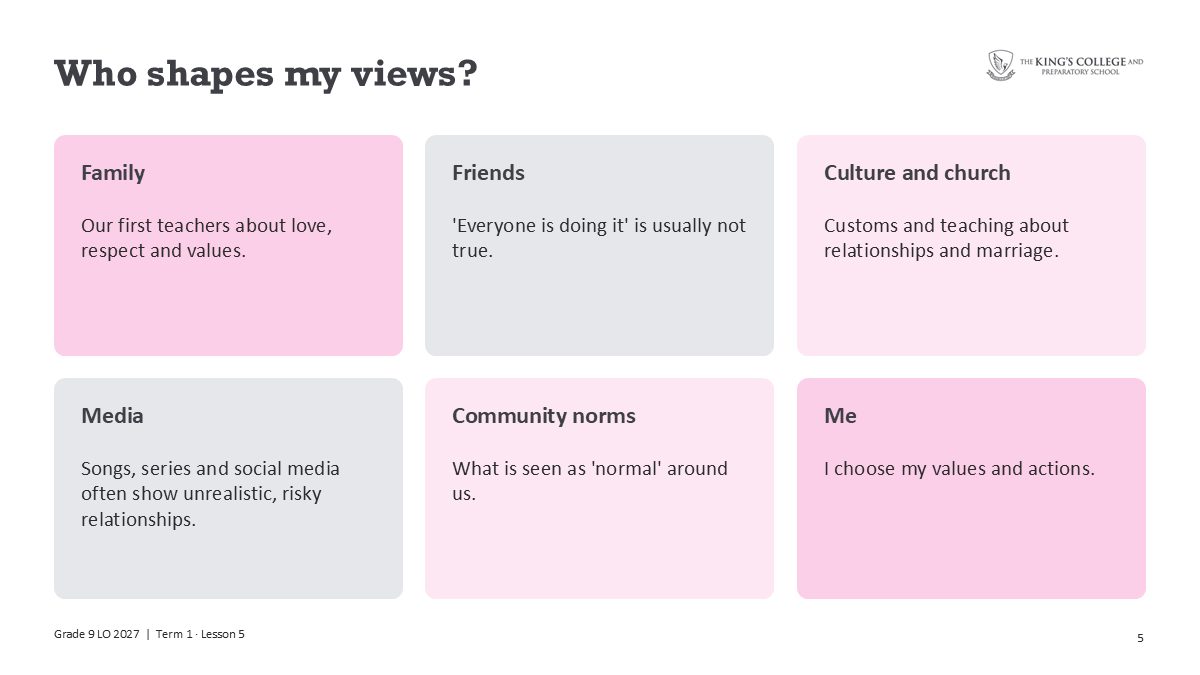 Who shapes my views?
THE KING'S COLLEGE AND
PREPARATORY SCHOOL
Family
Our first teachers about love,
respect and values.
Friends
'Everyone is doing it' is usually not
true.
Culture and church
Customs and teaching about
relationships and marriage.
Media
Songs, series and social media
often show unrealistic, risky
relationships.
Community norms
What is seen as 'normal' around
us.
Me
I choose my values and actions.
Grade 9 LO 2027 | Term 1 · Lesson 5
5